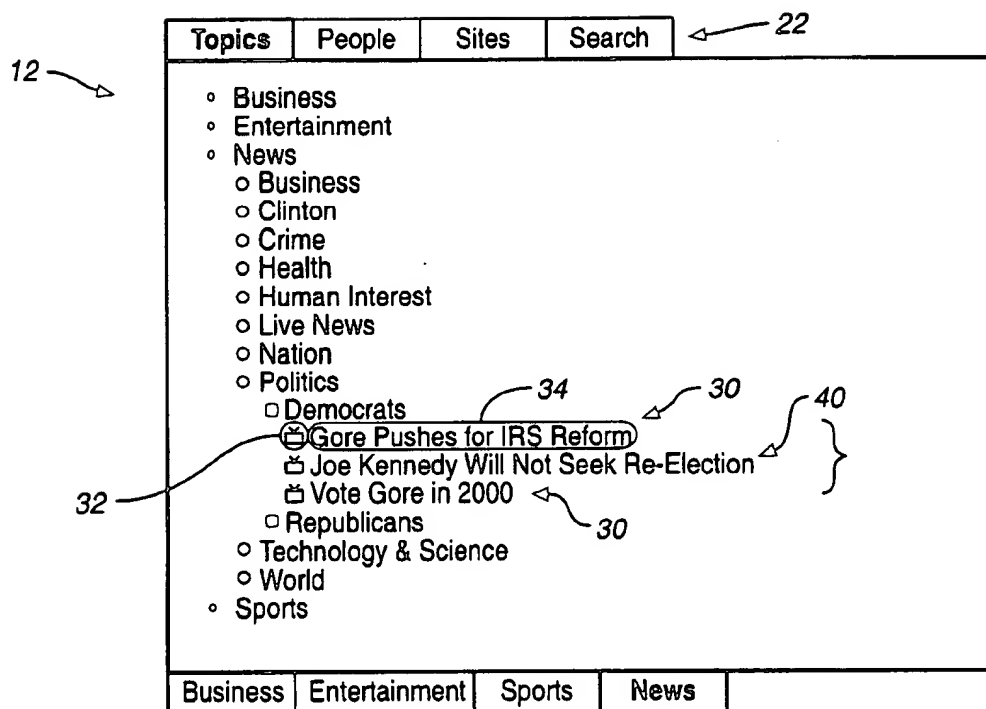 Topics People Sites Search 22
12
Business
Entertainment
News
Business
Clinton
Crime
Health
Human Interest
Live News
Nation
Politics
34 30 40
Democrats
Gore Pushes for IRS Reform
Joe Kennedy Will Not Seek Re-Election
32 Vote Gore in 2000
Republicans 30
Technology & Science
World
Sports
Business Entertainment Sports News